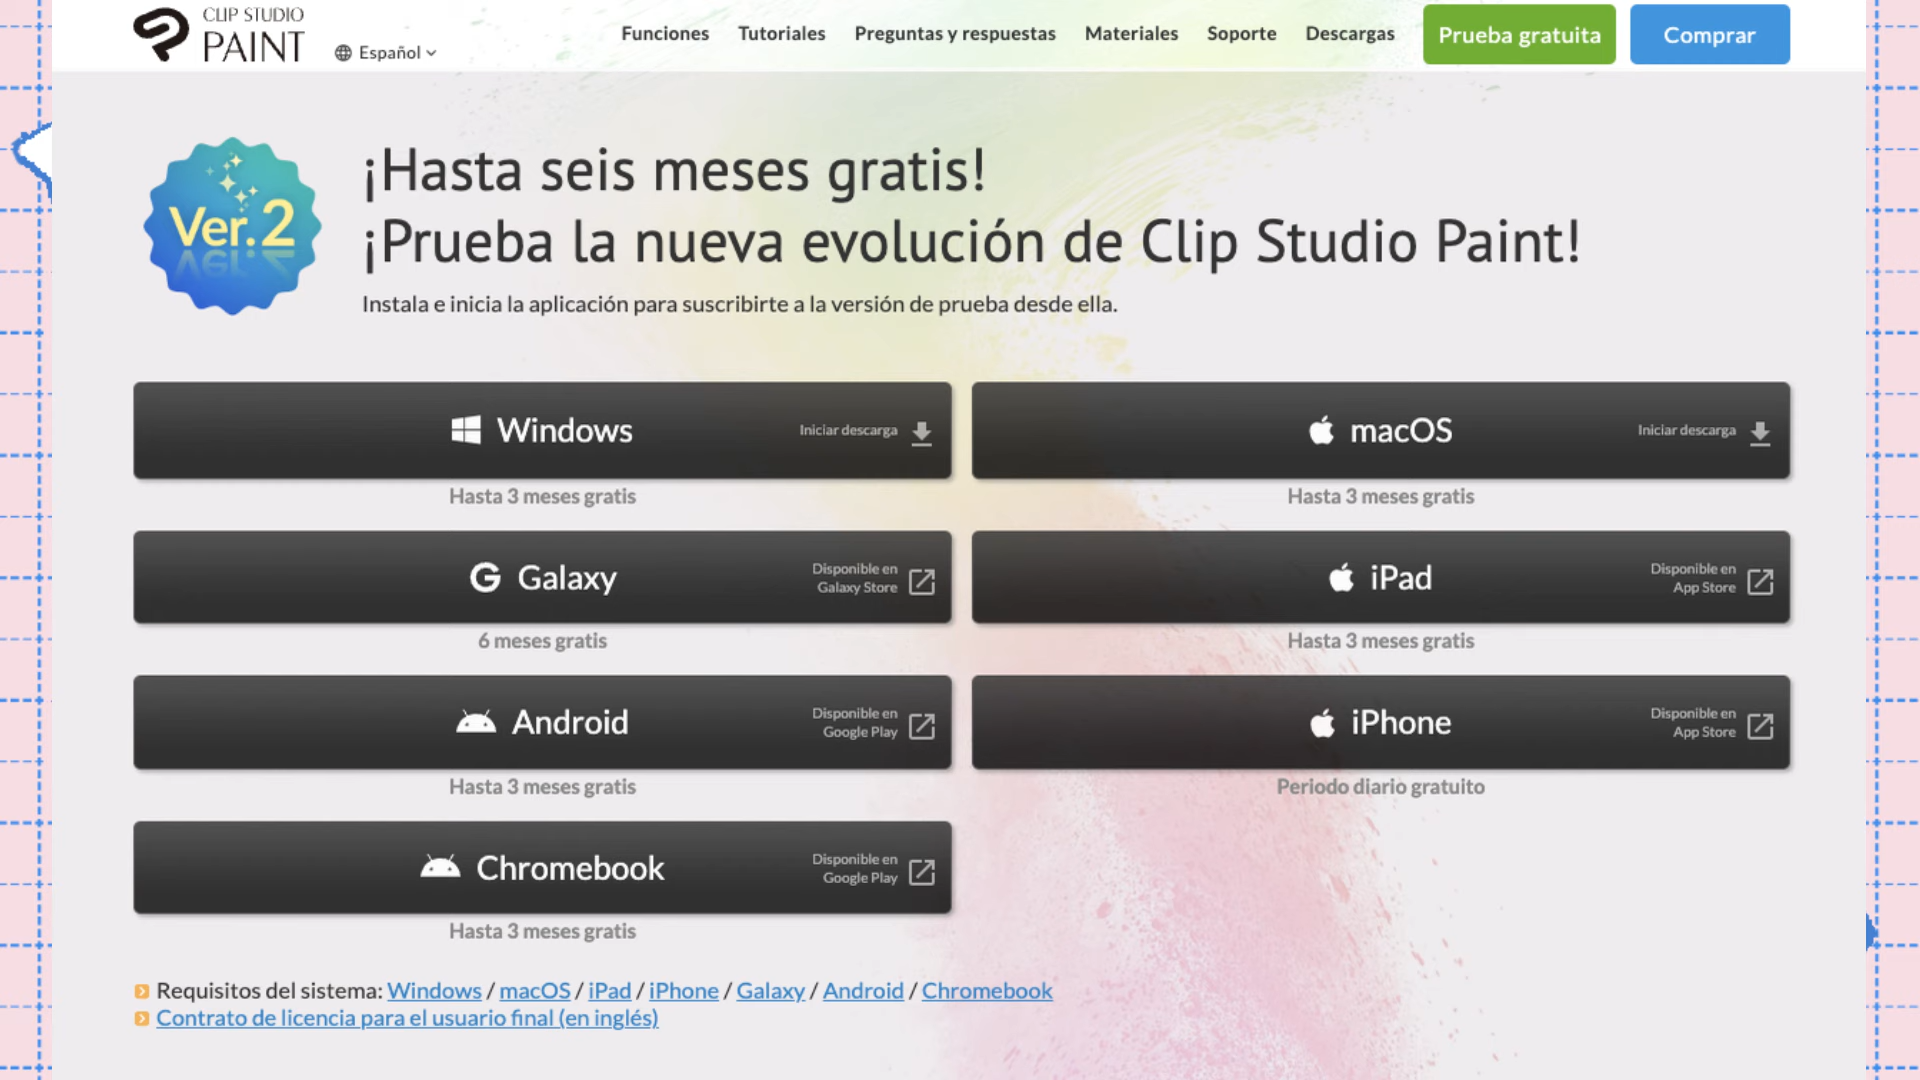 CLIP STUDIO
PAINT
Español
Funciones
Tutoriales
Preguntas y respuestas
Materiales
Soporte
Descargas
Prueba gratuita
Comprar
Ver.2
¡Hasta seis meses gratis!
¡Prueba la nueva evolución de Clip Studio Paint!
Instala e inicia la aplicación para suscribirte a la versión de prueba desde ella.
Windows
Iniciar descarga
Hasta 3 meses gratis
macOS
Iniciar descarga
Hasta 3 meses gratis
Galaxy
Disponible en
Galaxy Store
6 meses gratis
iPad
Disponible en
App Store
Hasta 3 meses gratis
Android
Disponible en
Google Play
Hasta 3 meses gratis
iPhone
Disponible en
App Store
Periodo diario gratuito
Chromebook
Disponible en
Google Play
Hasta 3 meses gratis
Requisitos del sistema: Windows / macOS / iPad / iPhone / Galaxy / Android / Chromebook
Contrato de licencia para el usuario final (en inglés)